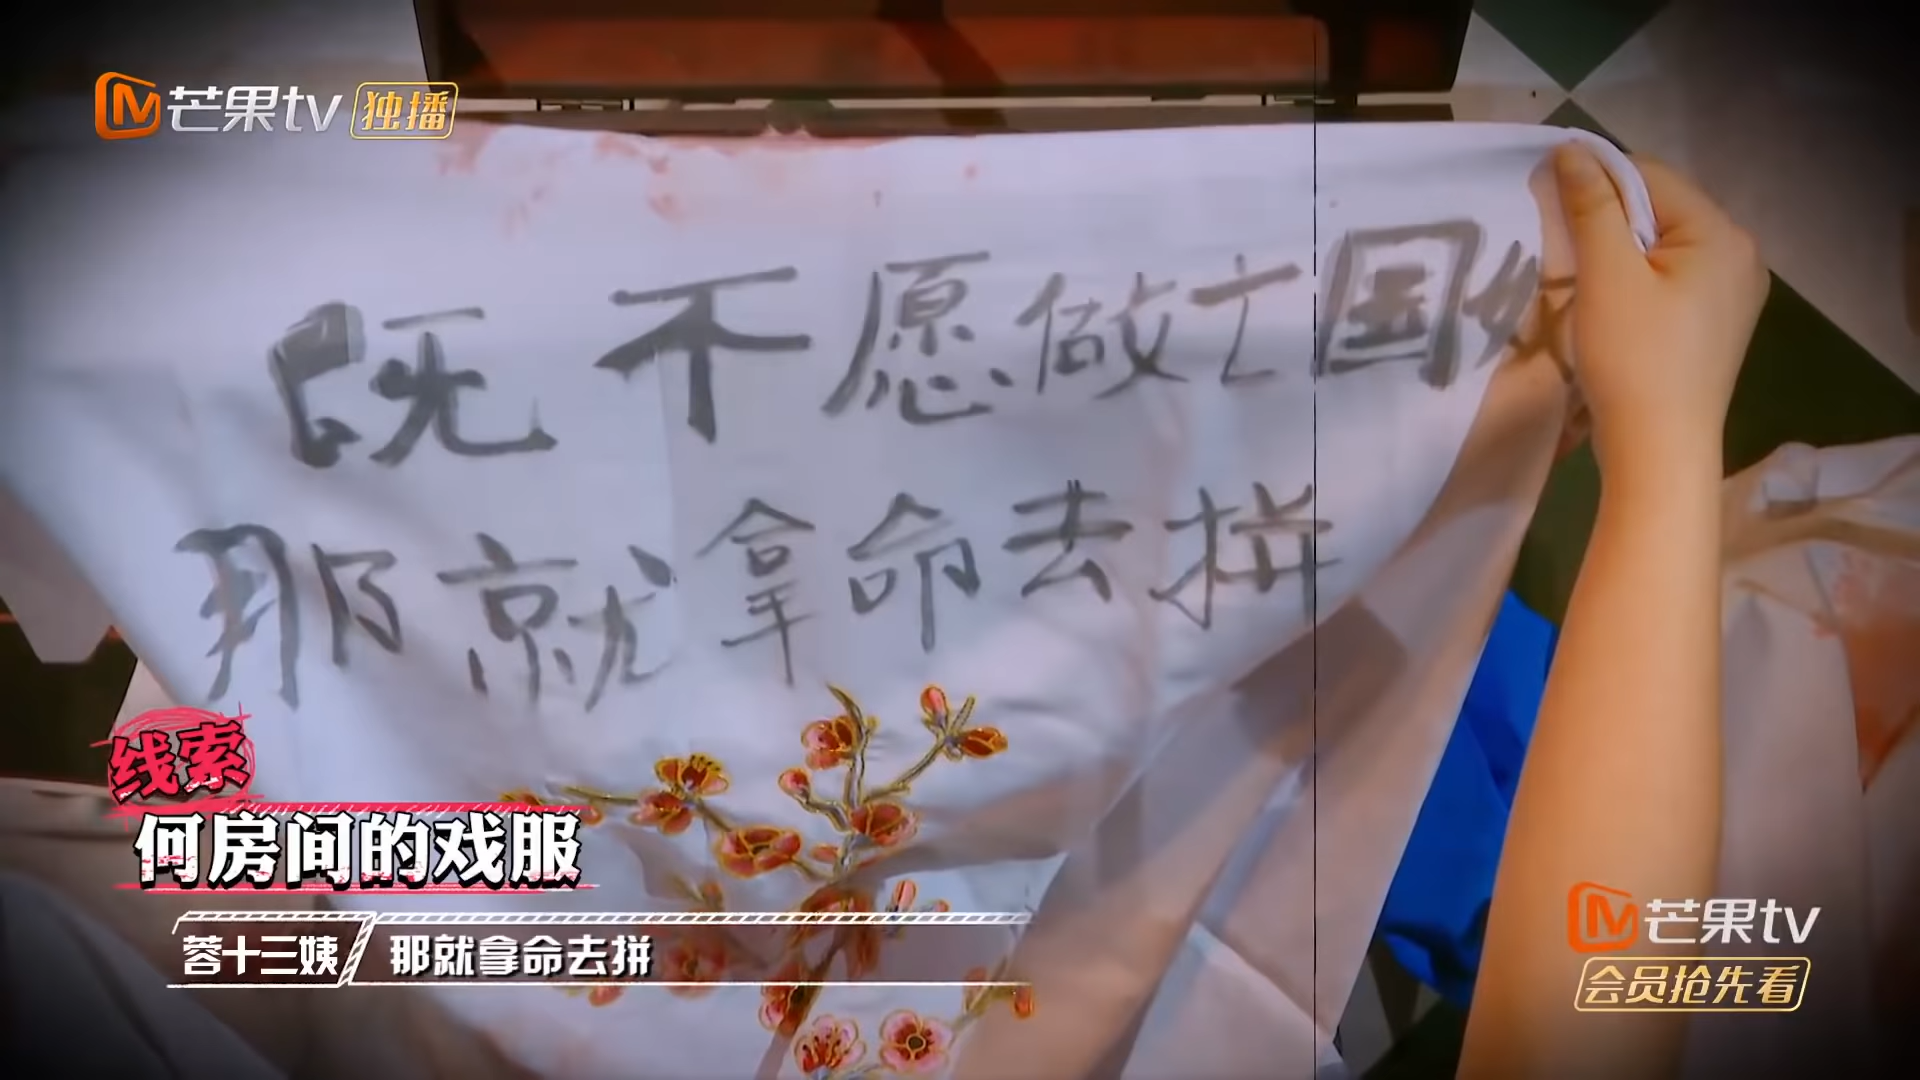 芒果tv 独播
既不愿做亡国奴
那就拿命去拼
线索
何房间的戏服
蓉十三姨 那就拿命去拼
芒果tv
会员抢先看